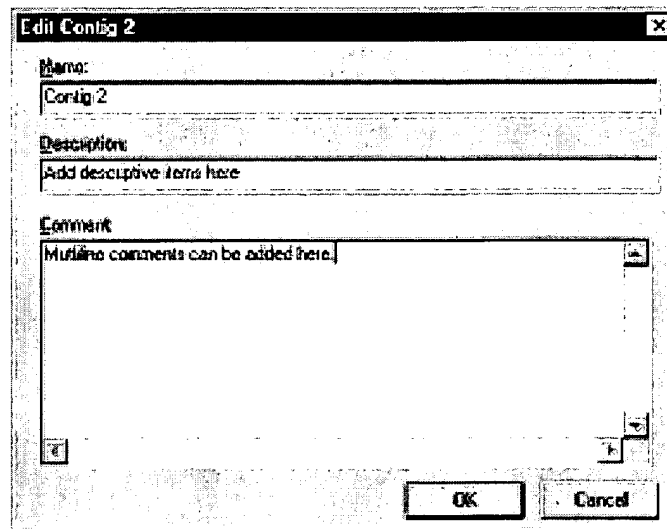 Edit Contig 2
Name:
Contig 2
Description:
Add descriptive items here
Comment:
Multiline comments can be added here.
OK
Cancel